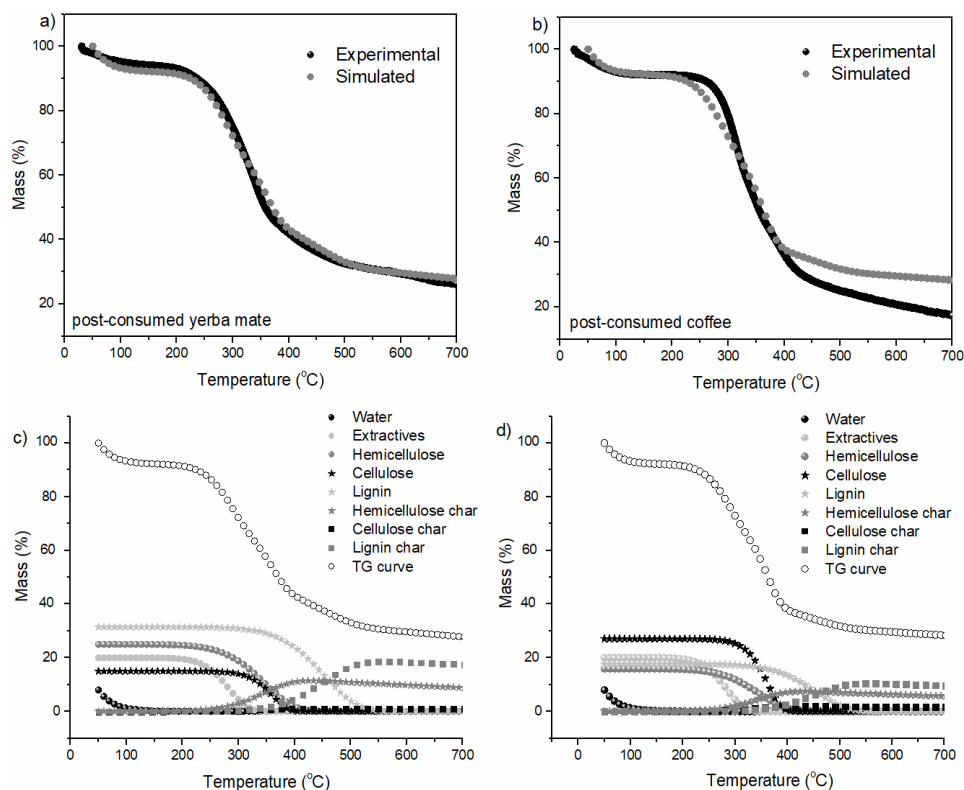 a)
Experimental
Simulated
100
80
60
40
20
Mass (%)
post-consumed yerba mate
0 100 200 300 400 500 600 700
Temperature (°C)
b)
Experimental
Simulated
100
80
60
40
20
Mass (%)
post-consumed coffee
0 100 200 300 400 500 600 700
Temperature (°C)
c)
Water
Extractives
Hemicellulose
Cellulose
Lignin
Hemicellulose char
Cellulose char
Lignin char
TG curve
100
80
60
40
20
0
Mass (%)
0 100 200 300 400 500 600 700
Temperature (°C)
d)
Water
Extractives
Hemicellulose
Cellulose
Lignin
Hemicellulose char
Cellulose char
Lignin char
TG curve
100
80
60
40
20
0
Mass (%)
0 100 200 300 400 500 600 700
Temperature (°C)